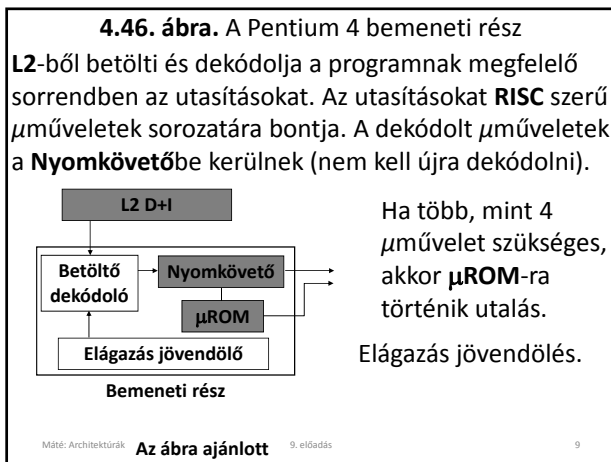 4.46. ábra. A Pentium 4 bemeneti rész
L2-ből betölti és dekódolja a programnak megfelelő
sorrendben az utasításokat. Az utasításokat RISC szerű
μműveletek sorozatára bontja. A dekódolt μműveletek
a Nyomkövetőbe kerülnek (nem kell újra dekódolni).
L2 D+I
Betöltő
dekódoló
Nyomkövető
μROM
Elágazás jövendölő
Bemeneti rész
Ha több, mint 4
μművelet szükséges,
akkor μROM-ra
történik utalás.
Elágazás jövendölés.
Máté: Architektúrák
Az ábra ajánlott
9. előadás
9